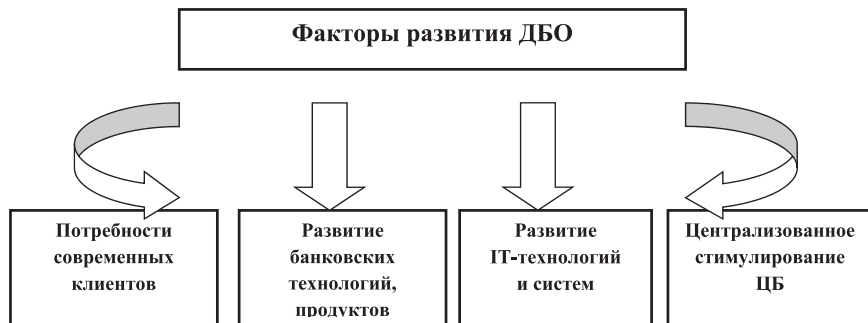 Факторы развития ДБО
Потребности
современных
клиентов
Развитие
банковских
технологий,
продуктов
Развитие
IT-технологий
и систем
Централизованное
стимулирование
ЦБ